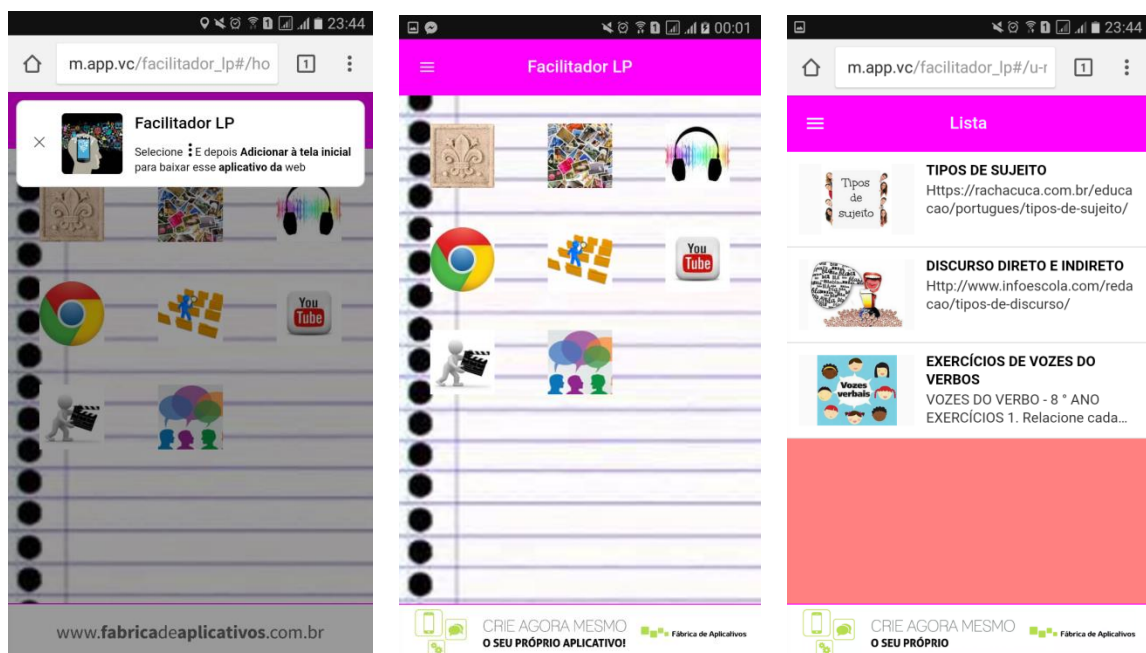 23:44
m.app.vc/facilitador_lp#/ho
1
Facilitador LP
Selecione E depois Adicionar à tela inicial
para baixar esse aplicativo da web
You
Tube
www.fabricadeaplicativos.com.br
1
00:01
Facilitador LP
You
Tube
CRIE AGORA MESMO
O SEU PRÓPRIO APLICATIVO!
Fábrica de Aplicativos
1
23:44
m.app.vc/facilitador_lp#/u-r
1
Lista
Tipos
de
sujeito
TIPOS DE SUJEITO
Https://rachacuca.com.br/educa
cao/portugues/tipos-de-sujeito/
DISCURSO DIRETO E INDIRETO
Http://www.infoescola.com/reda
cao/tipos-de-discurso/
Vozes
verbais
EXERCÍCIOS DE VOZES DO
VERBOS
VOZES DO VERBO - 8 ° ANO
EXERCÍCIOS 1. Relacione cada...
CRIE AGORA MESMO
O SEU PRÓPRIO
Fábrica de Aplicativos